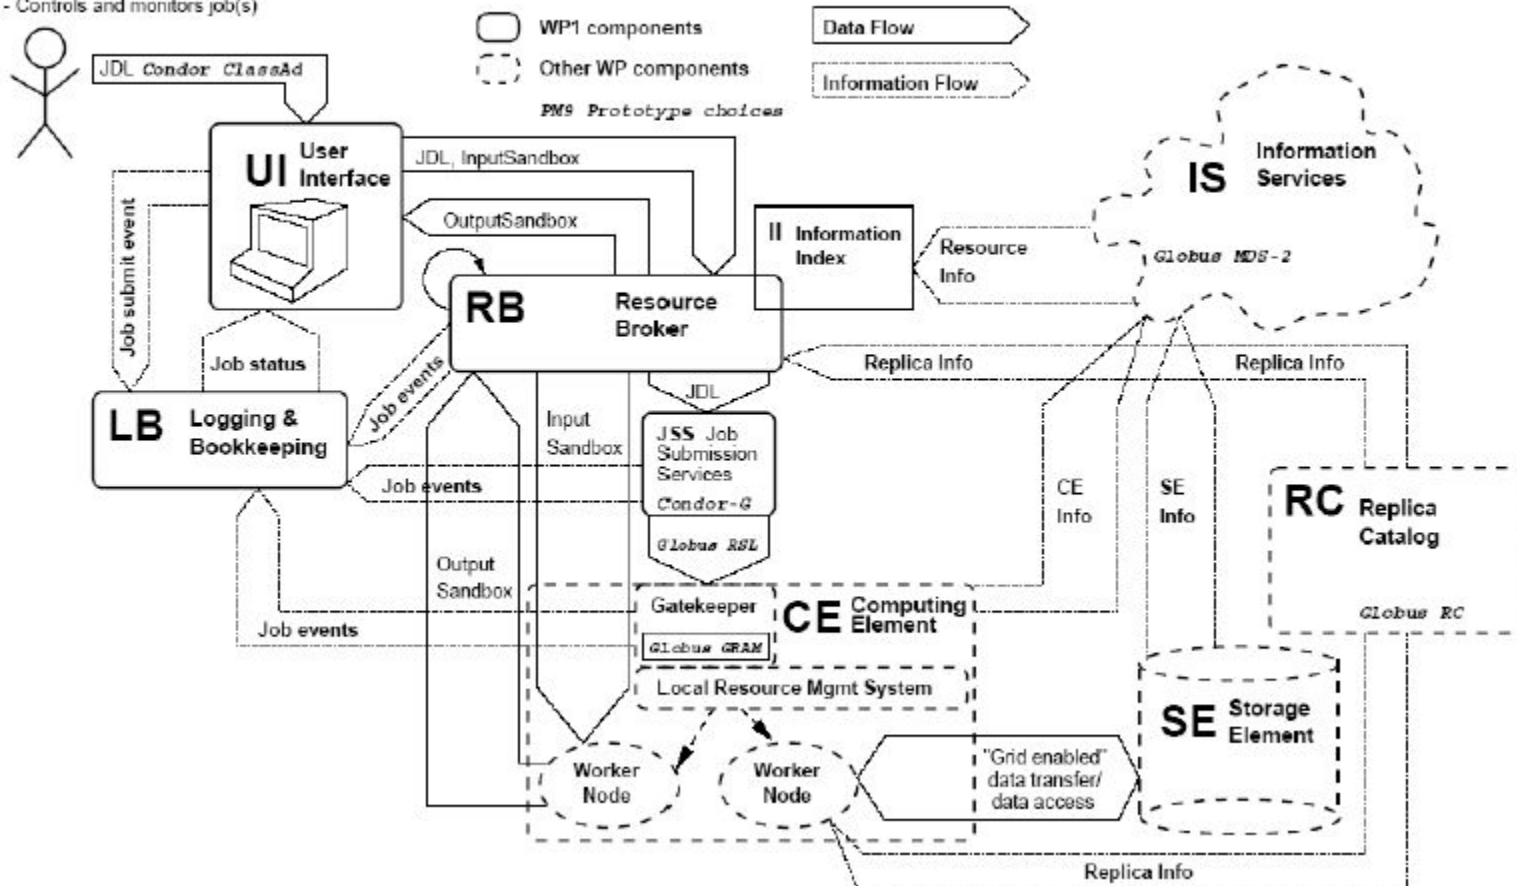 - Controls and monitors job(s)
JDL Condor ClassAd
WP1 components
Other WP components
PM9 Prototype choices
Data Flow
Information Flow
UI User
Interface
JDL, InputSandbox
OutputSandbox
II Information
Index
Resource
Info
IS Information
Services
Globus MDS-2
Job submit event
Job status
RB Resource
Broker
Replica Info
Replica Info
LB Logging &
Bookkeeping
Job events
Input
Sandbox
JDL
JSS Job
Submission
Services
Condor-G
Job events
Globus RSL
CE
Info
SE
Info
RC Replica
Catalog
Globus RC
Output
Sandbox
Job events
Gatekeeper
Globus GRAM
CE Computing
Element
Local Resource Mgmt System
Worker
Node
Worker
Node
"Grid enabled"
data transfer/
data access
SE Storage
Element
Replica Info